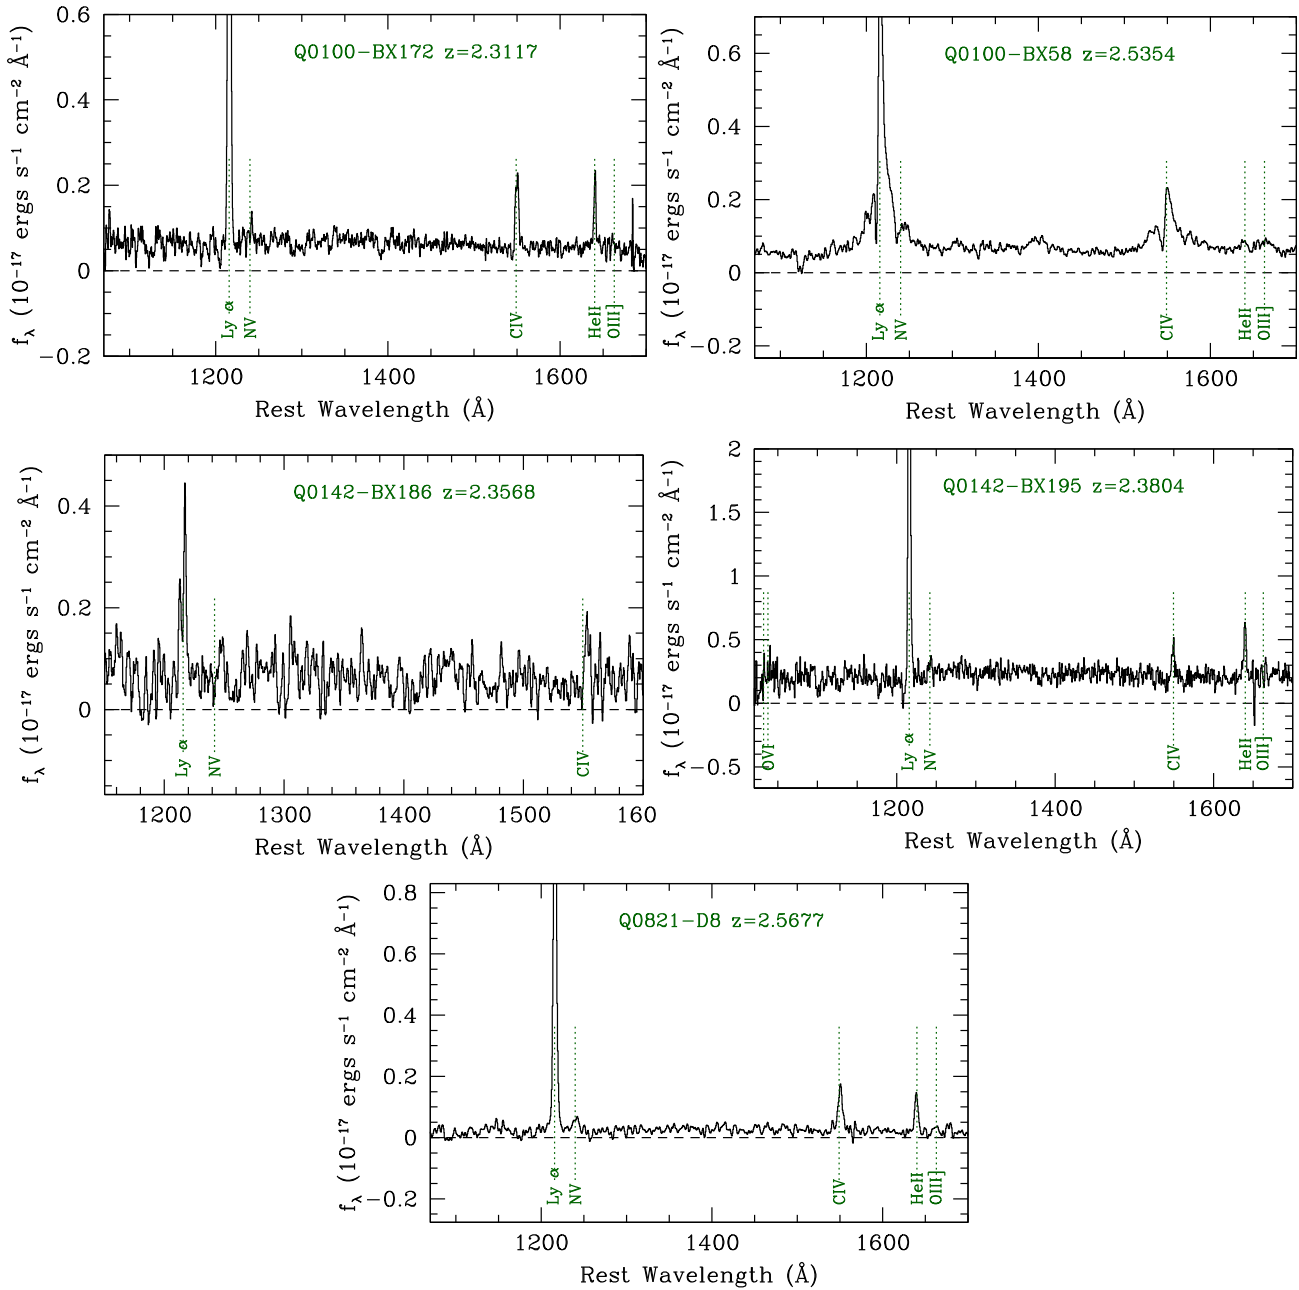 Q0100−BX172 z=2.3117
f_λ (10⁻¹⁷ ergs s⁻¹ cm⁻² Å⁻¹)
0.6
0.4
0.2
0
−0.2
Ly α
NV
CIV
HeII
OIII]
1200 1400 1600
Rest Wavelength (Å)
Q0100−BX58 z=2.5354
f_λ (10⁻¹⁷ ergs s⁻¹ cm⁻² Å⁻¹)
0.6
0.4
0.2
0
−0.2
Ly α
NV
CIV
HeII
OIII]
1200 1400 1600
Rest Wavelength (Å)
Q0142−BX186 z=2.3568
f_λ (10⁻¹⁷ ergs s⁻¹ cm⁻² Å⁻¹)
0.4
0.2
0
Ly α
NV
CIV
1200 1300 1400 1500 160
Rest Wavelength (Å)
Q0142−BX195 z=2.3804
f_λ (10⁻¹⁷ ergs s⁻¹ cm⁻² Å⁻¹)
2
1.5
1
0.5
0
−0.5
OVI
Ly α
NV
CIV
HeII
OIII]
1200 1400 1600
Rest Wavelength (Å)
Q0821−D8 z=2.5677
f_λ (10⁻¹⁷ ergs s⁻¹ cm⁻² Å⁻¹)
0.8
0.6
0.4
0.2
0
−0.2
Ly α
NV
CIV
HeII
OIII]
1200 1400 1600
Rest Wavelength (Å)